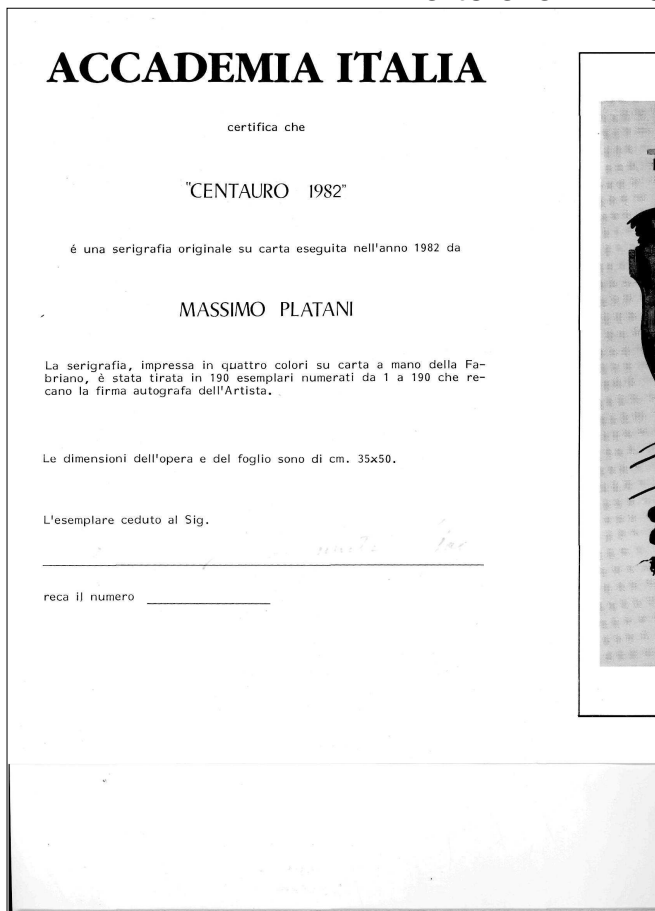 ACCADEMIA ITALIA
certifica che
"CENTAURO 1982"
é una serigrafia originale su carta eseguita nell'anno 1982 da
MASSIMO PLATANI
La serigrafia, impressa in quattro colori su carta a mano della Fa-
briano, è stata tirata in 190 esemplari numerati da 1 a 190 che re-
cano la firma autografa dell'Artista.
Le dimensioni dell'opera e del foglio sono di cm. 35x50.
L'esemplare ceduto al Sig.
reca il numero